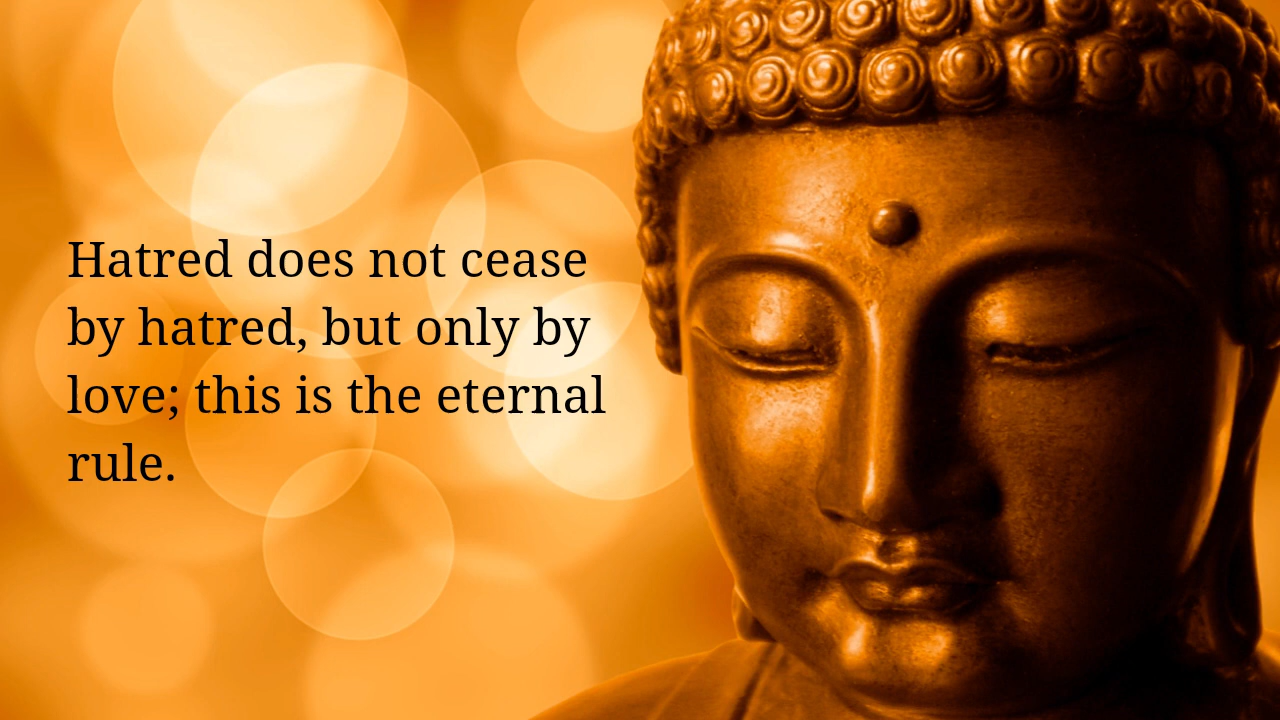 Hatred does not cease
by hatred, but only by
love; this is the eternal
rule.